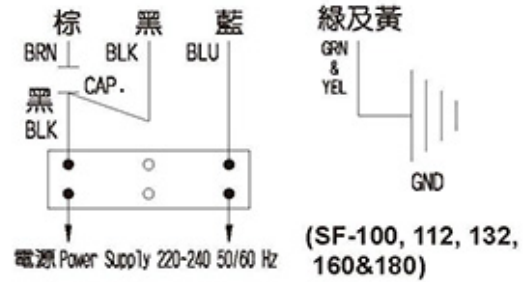 棕 黑 藍 綠及黃
BRN BLK BLU GRN
&
YEL
CAP.
黑
BLK
GND
電源 Power Supply 220-240 50/60 Hz
(SF-100, 112, 132,
160&180)